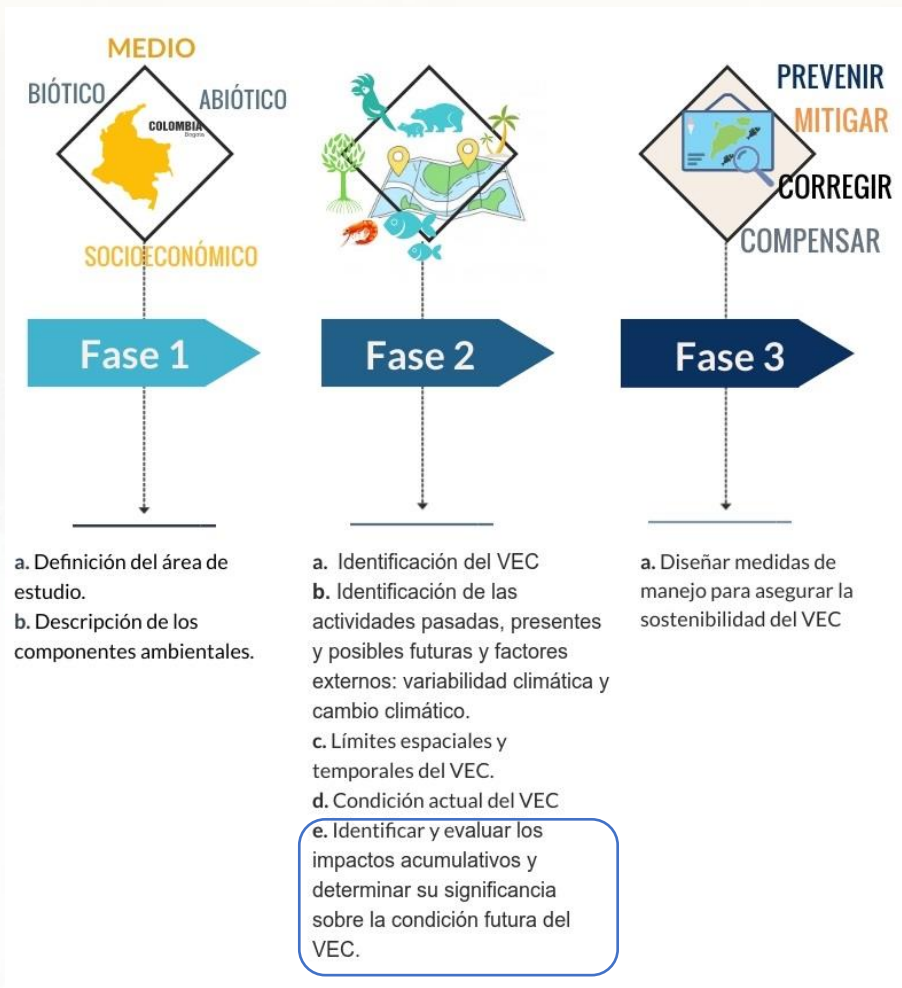 MEDIO
BIÓTICO
ABIÓTICO
COLOMBIA
Bogota
SOCIOECONÓMICO
PREVENIR
MITIGAR
CORREGIR
COMPENSAR
Fase 1
Fase 2
Fase 3
a. Definición del área de
estudio.
b. Descripción de los
componentes ambientales.
a. Identificación del VEC
b. Identificación de las
actividades pasadas, presentes
y posibles futuras y factores
externos: variabilidad climática y
cambio climático.
c. Límites espaciales y
temporales del VEC.
d. Condición actual del VEC
e. Identificar y evaluar los
impactos acumulativos y
determinar su significancia
sobre la condición futura del
VEC.
a. Diseñar medidas de
manejo para asegurar la
sostenibilidad del VEC